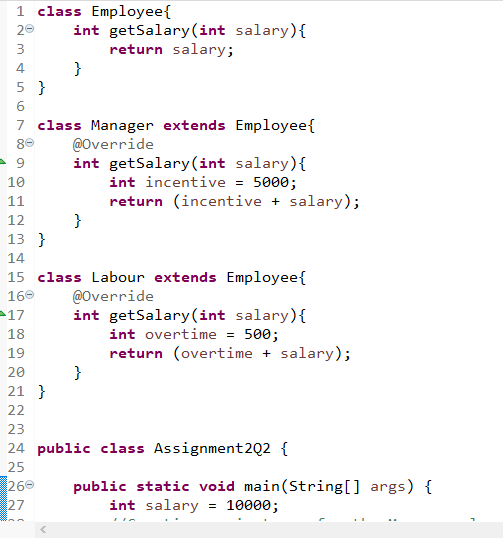 1 class Employee{
2 int getSalary(int salary){
3 return salary;
4 }
5 }
6
7 class Manager extends Employee{
8 @Override
9 int getSalary(int salary){
10 int incentive = 5000;
11 return (incentive + salary);
12 }
13 }
14
15 class Labour extends Employee{
16 @Override
17 int getSalary(int salary){
18 int overtime = 500;
19 return (overtime + salary);
20 }
21 }
22
23
24 public class Assignment2Q2 {
25
26 public static void main(String[] args) {
27 int salary = 10000;